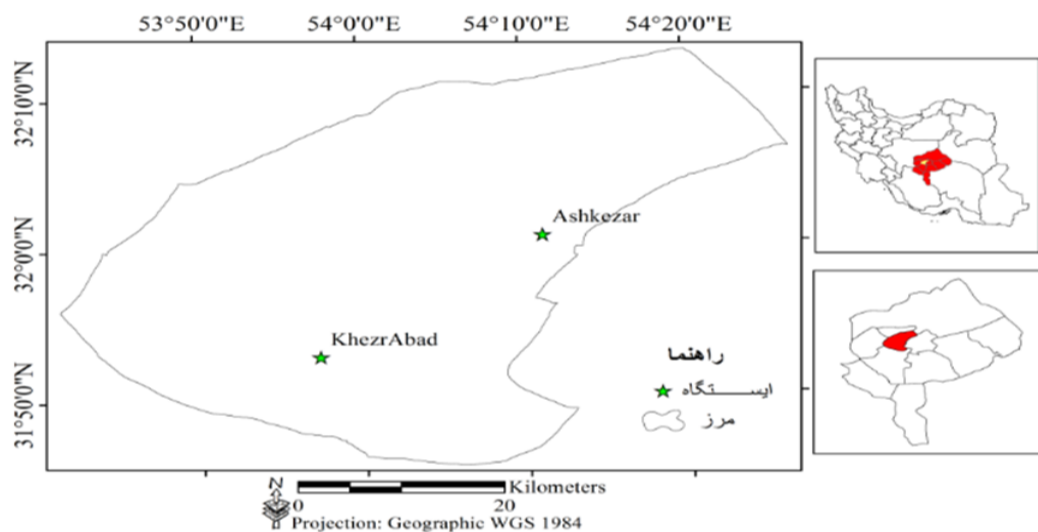 53°50'0"E 54°0'0"E 54°10'0"E 54°20'0"E
32°10'0"N
32°0'0"N
31°50'0"N
Ashkezar
KhezrAbad
راهنما
ایستگاه
مرز
N
Kilometers
0 20
Projection: Geographic WGS 1984